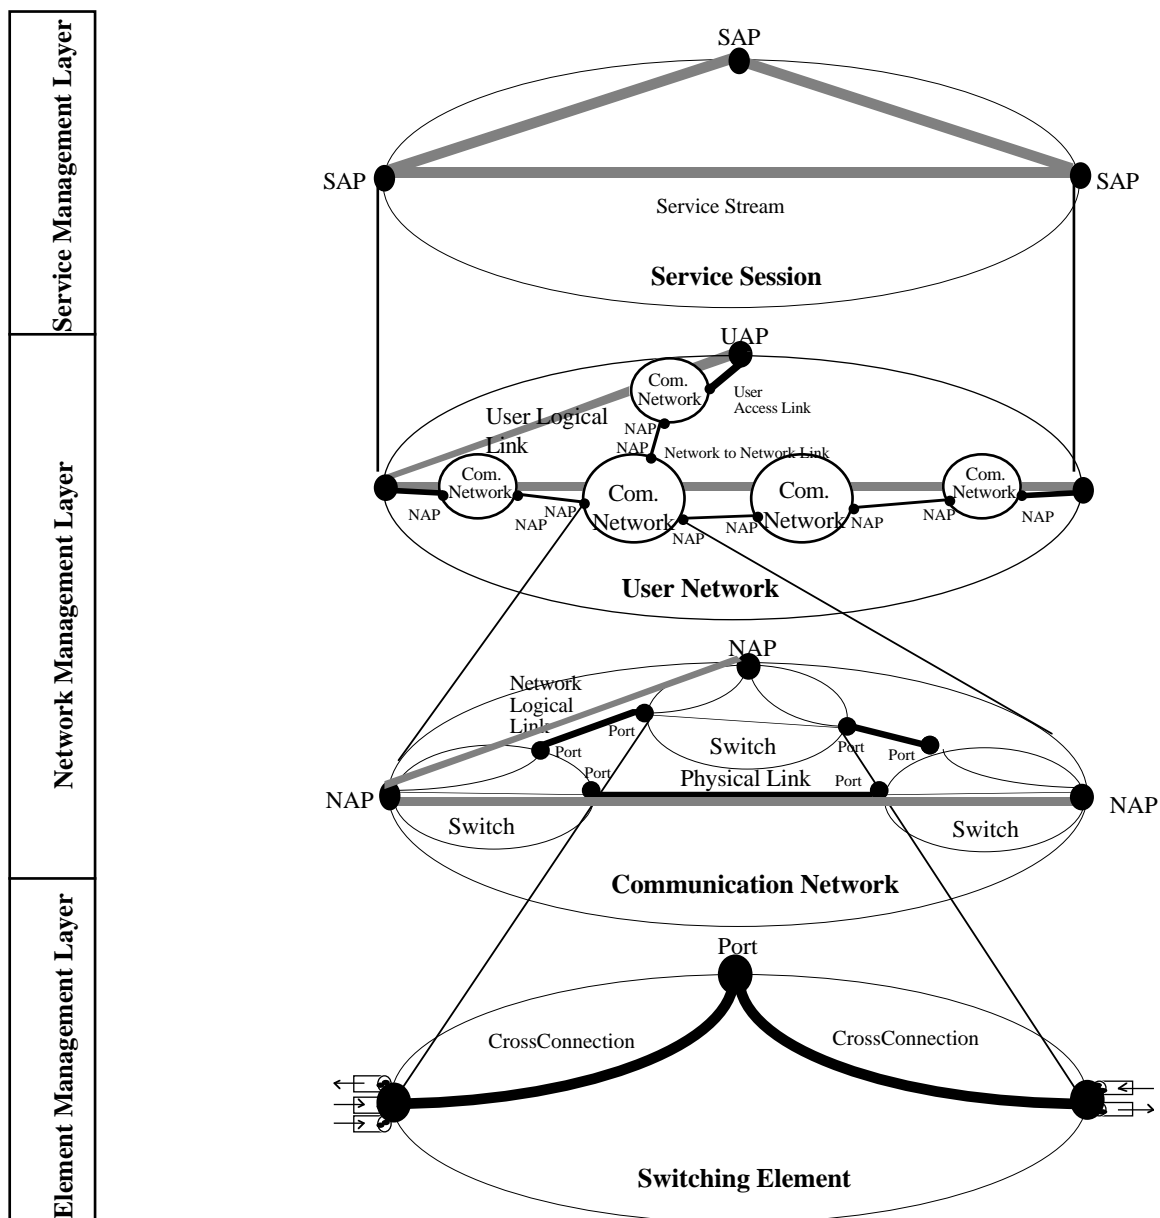 Service Management Layer
SAP
SAP
SAP
Service Stream
Service Session
Network Management Layer
UAP
Com.
Network
User
Access Link
User Logical
Link
NAP
NAP
Network to Network Link
Com.
Network
Com.
Network
Com.
Network
Com.
Network
NAP
NAP
NAP
NAP
NAP
NAP
NAP
NAP
User Network
NAP
Network
Logical
Link
Port
Port
Switch
Port
Port
Port
Physical Link
Port
NAP
NAP
Switch
Switch
Communication Network
Element Management Layer
Port
CrossConnection
CrossConnection
Switching Element